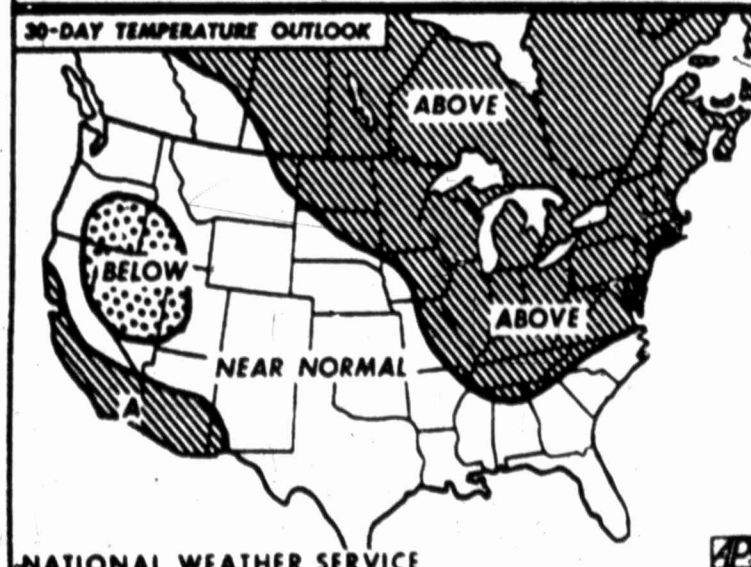 30-DAY TEMPERATURE OUTLOOK
ABOVE
BELOW
ABOVE
NEAR NORMAL
A
NATIONAL WEATHER SERVICE
AP